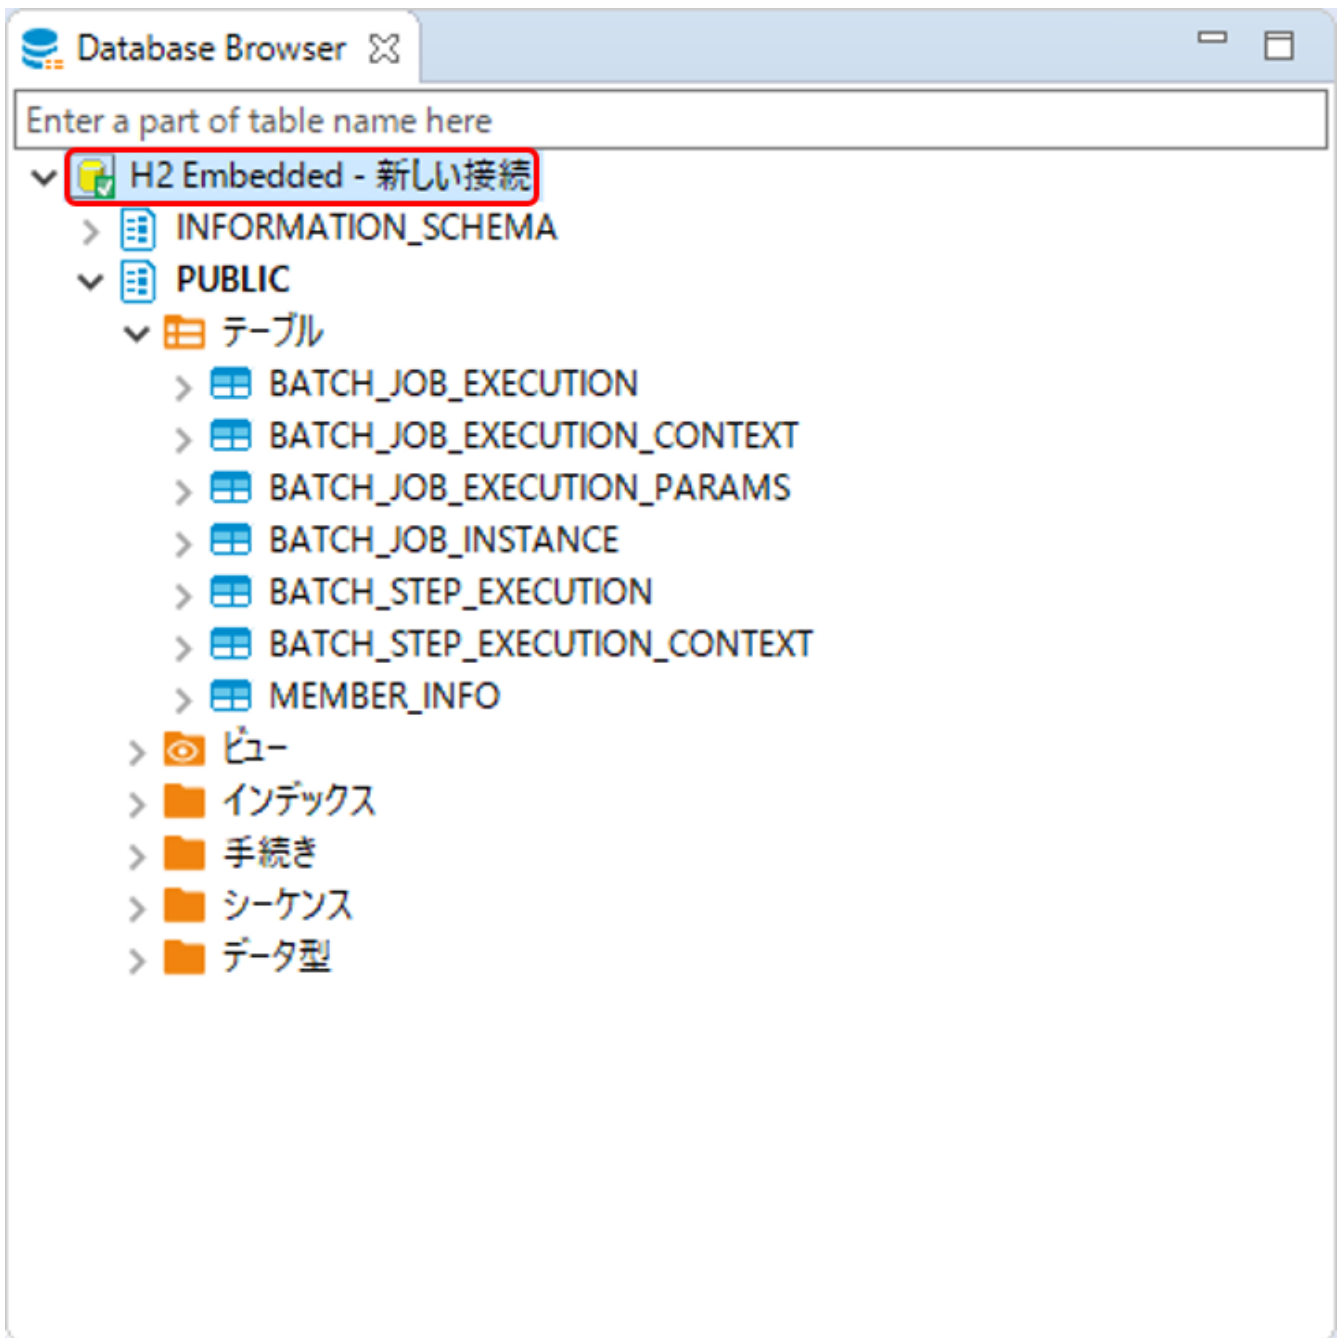 Database Browser
Enter a part of table name here
H2 Embedded - 新しい接続
INFORMATION_SCHEMA
PUBLIC
テーブル
BATCH_JOB_EXECUTION
BATCH_JOB_EXECUTION_CONTEXT
BATCH_JOB_EXECUTION_PARAMS
BATCH_JOB_INSTANCE
BATCH_STEP_EXECUTION
BATCH_STEP_EXECUTION_CONTEXT
MEMBER_INFO
ビュー
インデックス
手続き
シーケンス
データ型